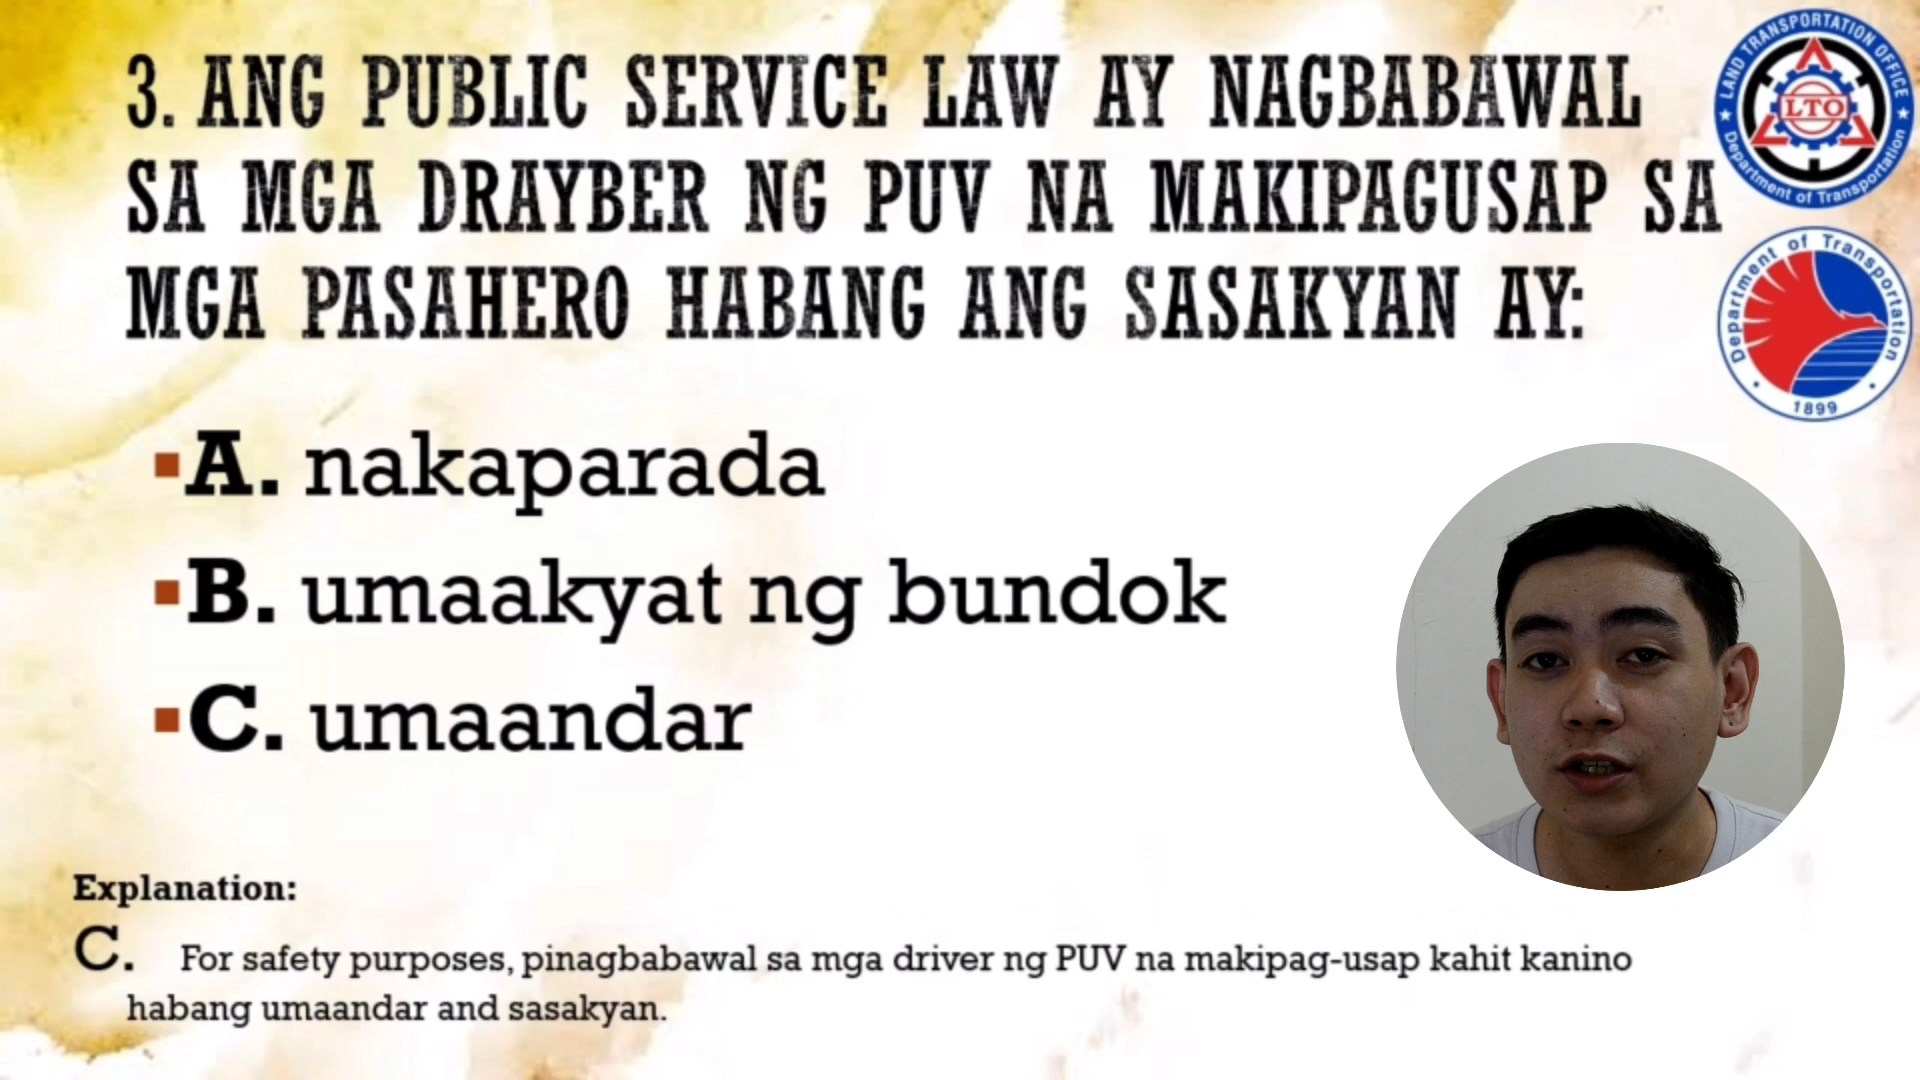 3. ANG PUBLIC SERVICE LAW AY NAGBABAWAL
SA MGA DRAYBER NG PUV NA MAKIPAGUSAP SA
MGA PASAHERO HABANG ANG SASAKYAN AY:
LAND TRANSPORTATION OFFICE
LTO
Department of Transportation
Department of Transportation
1899
A. nakaparada
B. umaakyat ng bundok
C. umaandar
Explanation:
C. For safety purposes, pinagbabawal sa mga driver ng PUV na makipag-usap kahit kanino
habang umaandar and sasakyan.